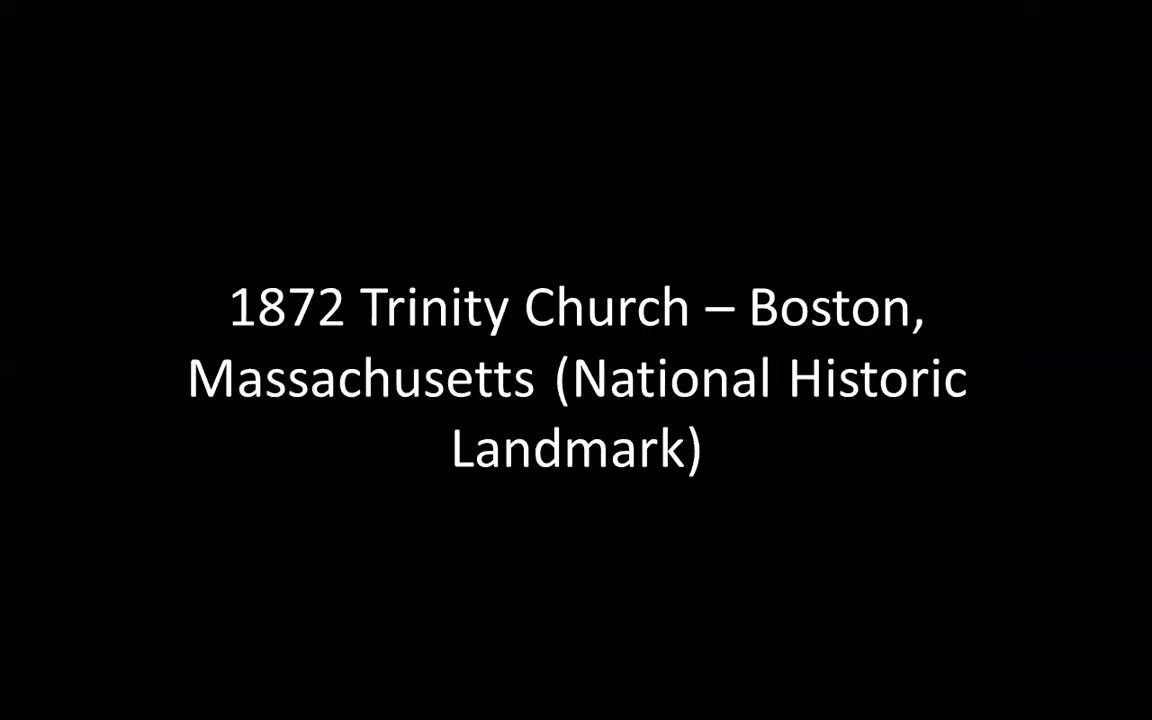 1872 Trinity Church – Boston,
Massachusetts (National Historic
Landmark)